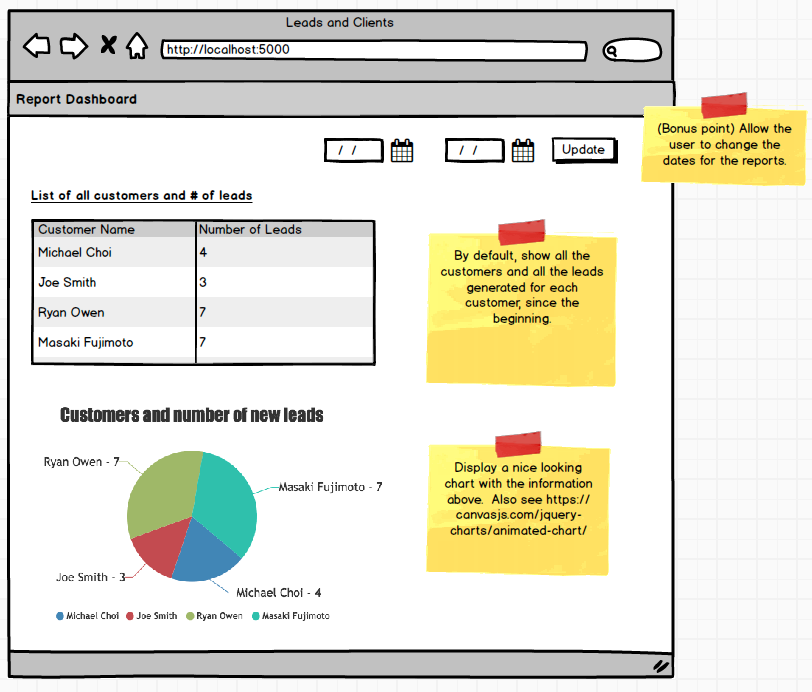 Leads and Clients
http://localhost:5000
Report Dashboard
(Bonus point) Allow the
user to change the
dates for the reports.
/ /
/ /
Update
List of all customers and # of leads
Customer Name Number of Leads
Michael Choi 4
Joe Smith 3
Ryan Owen 7
Masaki Fujimoto 7
By default, show all the
customers and all the leads
generated for each
customer, since the
beginning.
Customers and number of new leads
Ryan Owen - 7
Masaki Fujimoto - 7
Joe Smith - 3
Michael Choi - 4
Michael Choi Joe Smith Ryan Owen Masaki Fujimoto
Display a nice looking
chart with the information
above. Also see https://
canvasjs.com/jquery-
charts/animated-chart/